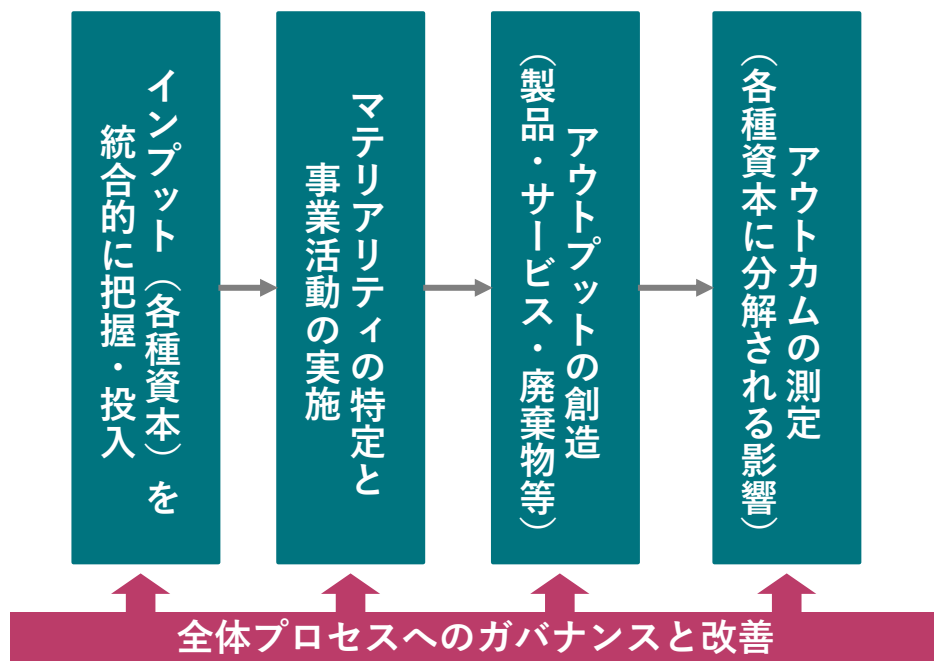 インプット（各種資本）を
統合的に把握・投入
マテリアリティの特定と
事業活動の実施
アウトプットの創造
（製品・サービス・廃棄物等）
アウトカムの測定
（各種資本に分解される影響）
全体プロセスへのガバナンスと改善